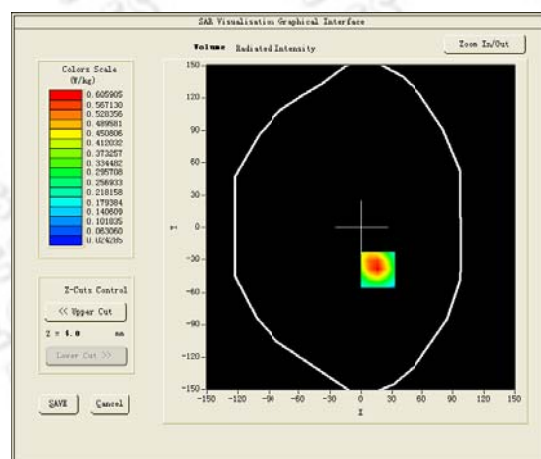 SAR Visualisation Graphical Interface
Volume Radiated Intensity
Zoom In/Out
Colors Scale
(W/kg)
0.605905
0.567130
0.528356
0.489581
0.450806
0.412032
0.373257
0.334482
0.295708
0.256933
0.218158
0.179384
0.140609
0.101835
0.063060
0.024285
150
120
90
60
30
0
-30
-60
-90
-120
-150
Y
-150 -120 -90 -60 -30 0 30 60 90 120 150
X
Z-Cuts Control
<< Upper Cut
Z = 4.0 mm
Lower Cut >>
SAVE
Cancel